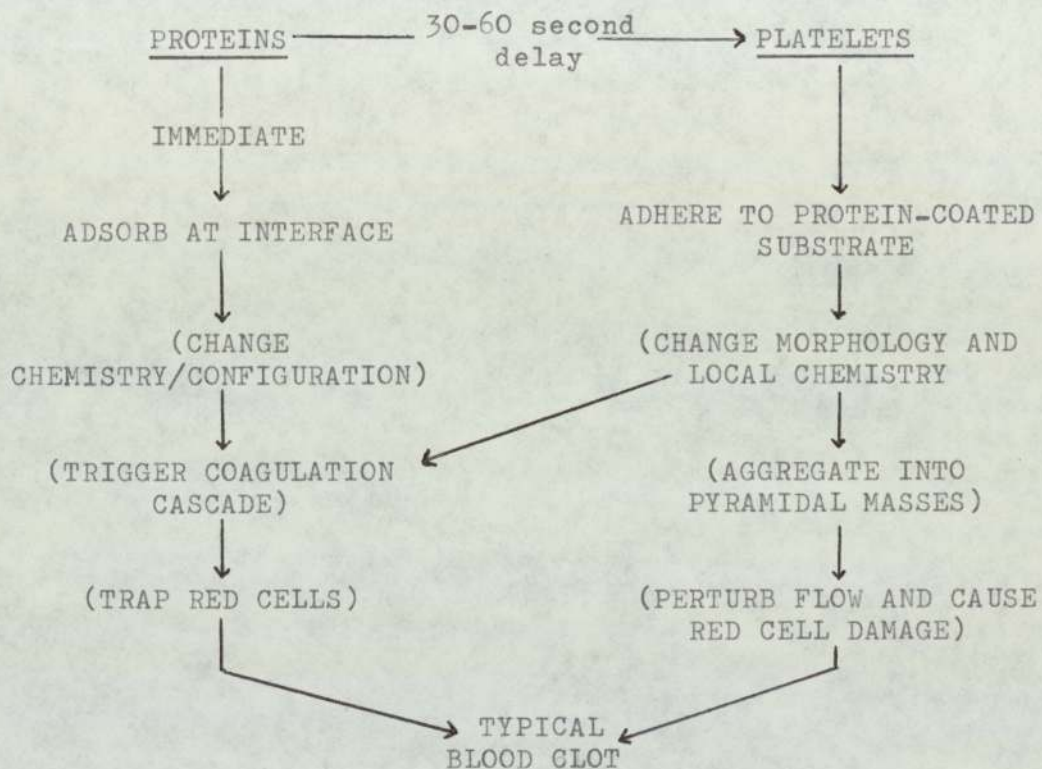 PROTEINS
30-60 second
delay
PLATELETS
IMMEDIATE
ADSORB AT INTERFACE
(CHANGE
CHEMISTRY/CONFIGURATION)
(TRIGGER COAGULATION
CASCADE)
(TRAP RED CELLS)
ADHERE TO PROTEIN-COATED
SUBSTRATE
(CHANGE MORPHOLOGY AND
LOCAL CHEMISTRY
(AGGREGATE INTO
PYRAMIDAL MASSES)
(PERTURB FLOW AND CAUSE
RED CELL DAMAGE)
TYPICAL
BLOOD CLOT